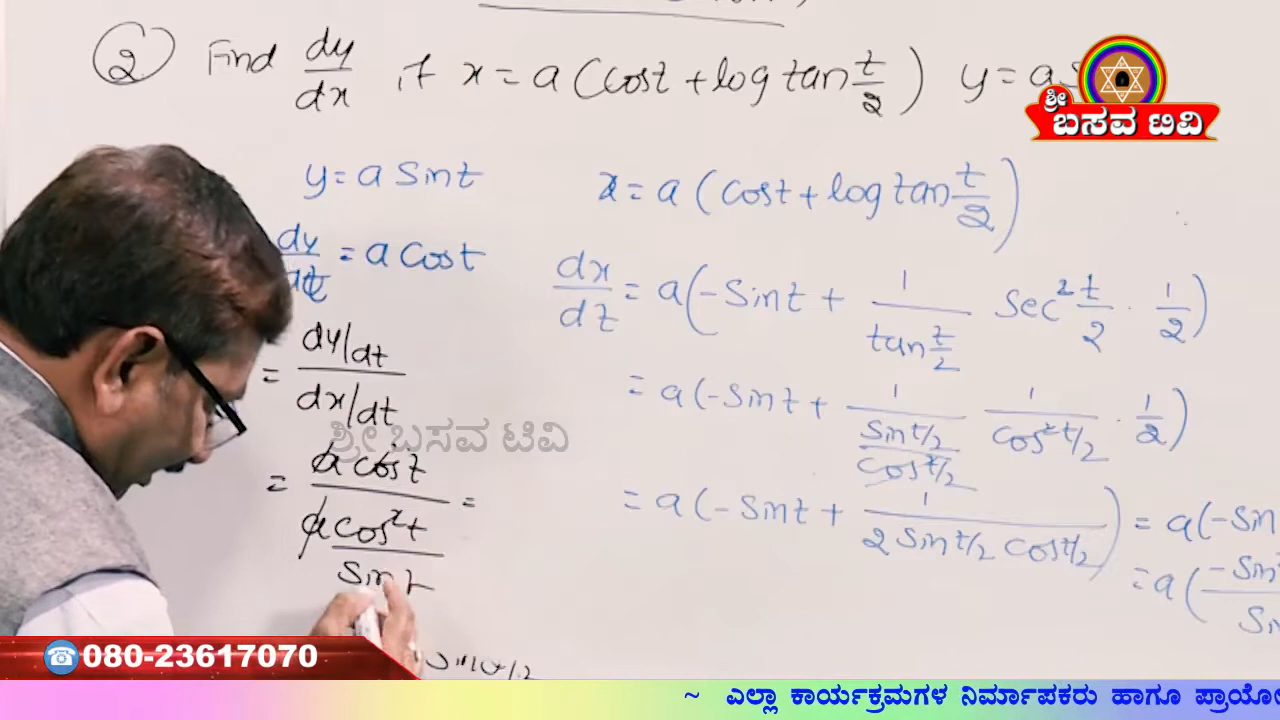 2 Find dy/dx if x = a (cost + log tan t/2) y = a S
ಶ್ರೀ
ಬಸವ ಟಿವಿ
y = a Sint
x = a (cost + log tan t/2)
dy/dt = a Cost
dx/dt = a(-Sint + 1/(tan t/2) Sec² t/2 · 1/2)
= (dy/dt)/(dx/dt)
= a(-Sint + 1/(Sin t/2 / Cos t/2) 1/(cos² t/2) · 1/2)
ಶ್ರೀ ಬಸವ ಟಿವಿ
= a cost / (a cos²t / Sint) =
= a(-Sint + 1/(2 Sin t/2 cos t/2)) = a(-Sin
= a(-Sin
Sin
080-23617070
~ ಎಲ್ಲಾ ಕಾರ್ಯಕ್ರಮಗಳ ನಿರ್ಮಾಪಕರು ಹಾಗೂ ಪ್ರಾಯೋ